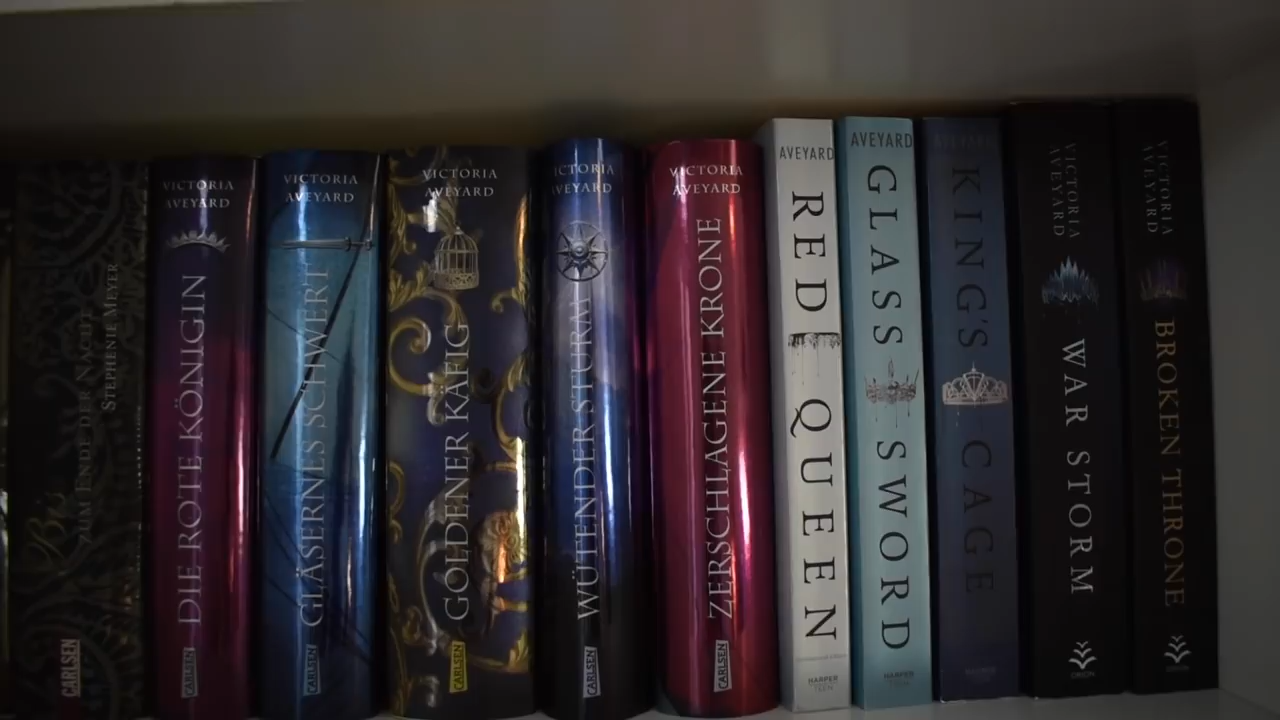 Bis
ZUM ENDE DER NACHT
STEPHENIE MEYER
CARLSEN
VICTORIA
AVEYARD
DIE ROTE KÖNIGIN
CARLSEN
VICTORIA
AVEYARD
GLÄSERNES SCHWERT
CARLSEN
VICTORIA
AVEYARD
GOLDENER KÄFIG
CARLSEN
VICTORIA
AVEYARD
WÜTENDER STURM
CARLSEN
VICTORIA
AVEYARD
ZERSCHLAGENE KRONE
CARLSEN
AVEYARD
RED QUEEN
HARPER
TEEN
AVEYARD
GLASS SWORD
HARPER
TEEN
AVEYARD
KING'S CAGE
VICTORIA
AVEYARD
WAR STORM
ORION
VICTORIA
AVEYARD
BROKEN THRONE